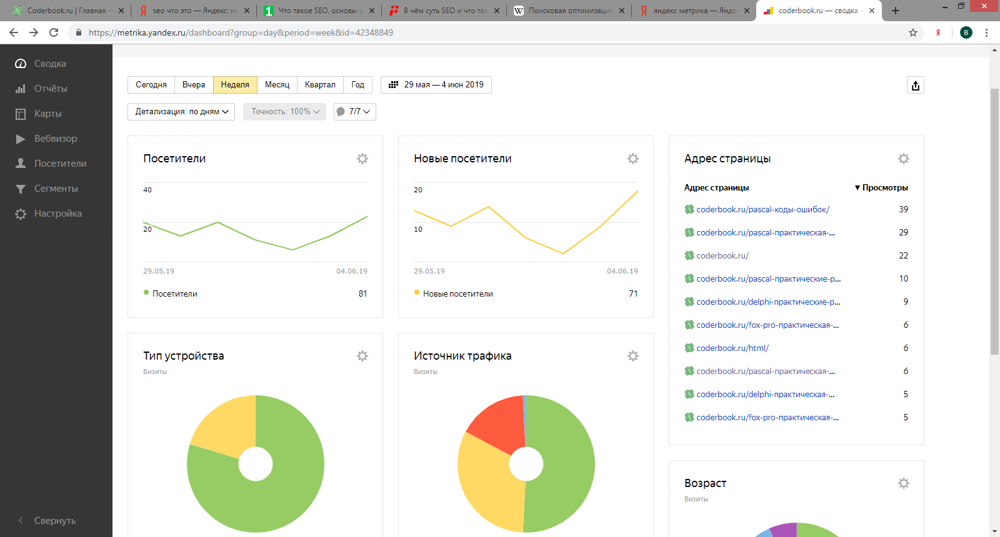 Coderbook.ru | Главная —
seo что это — Яндекс: на
Что такое SEO, основы s
В чём суть SEO и что так
Поисковая оптимизация
яндекс метрика — Яндек
coderbook.ru — сводка –
https://metrika.yandex.ru/dashboard?group=day&period=week&id=42348849
Я
B
Сводка
Отчёты
Карты
Вебвизор
Посетители
Сегменты
Настройка
Свернуть
Сегодня Вчера Неделя Месяц Квартал Год 29 мая — 4 июн 2019
Детализация: по дням Точность: 100% 7/7
Посетители
40
20
29.05.19 04.06.19
Посетители 81
Новые посетители
20
10
29.05.19 04.06.19
Новые посетители 71
Адрес страницы
Адрес страницы ▼ Просмотры
coderbook.ru/pascal-коды-ошибок/ 39
coderbook.ru/pascal-практическая-... 29
coderbook.ru/ 22
coderbook.ru/pascal-практические-р... 10
coderbook.ru/delphi-практические-р... 9
coderbook.ru/fox-pro-практическая-... 6
coderbook.ru/html/ 6
coderbook.ru/pascal-практическая-... 6
coderbook.ru/delphi-практическая-... 5
coderbook.ru/fox-pro-практическая-... 5
Тип устройства
Визиты
Источник трафика
Визиты
Возраст
Визиты